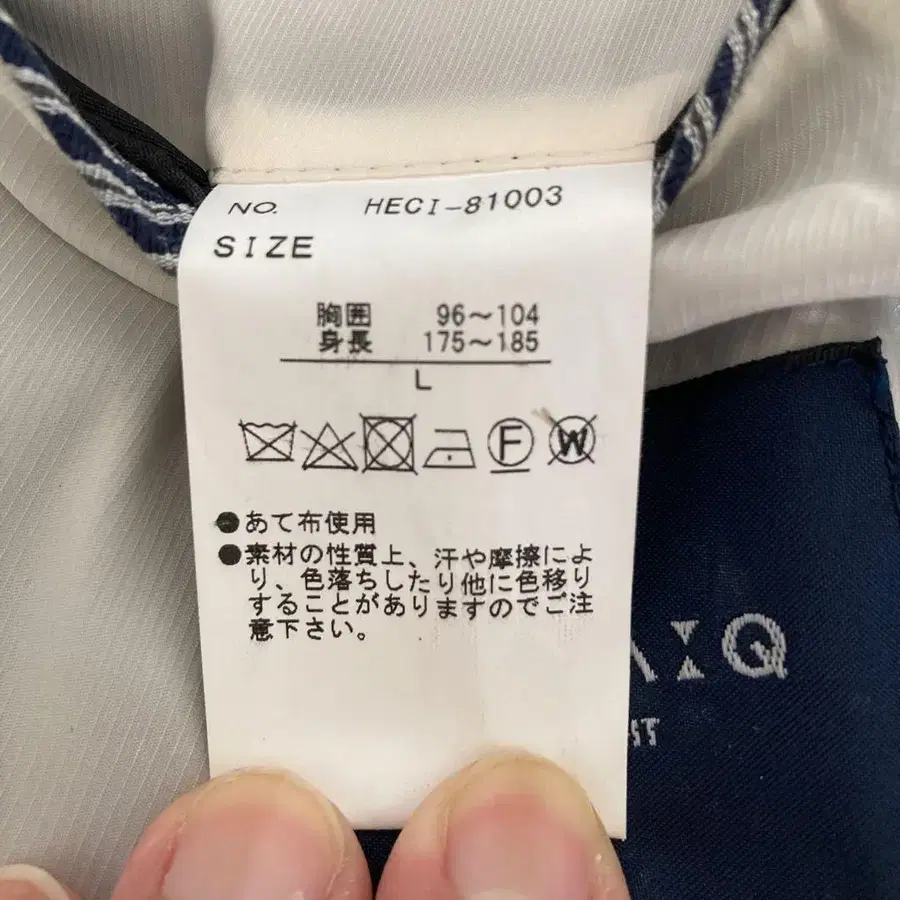 NO. HECI-81003
SIZE
胸囲 96~104
身長 175~185
L
F W
●あて布使用
●素材の性質上、汗や摩擦によ
り、色落ちしたり他に色移り
することがありますのでご注
意下さい。
Q
ST